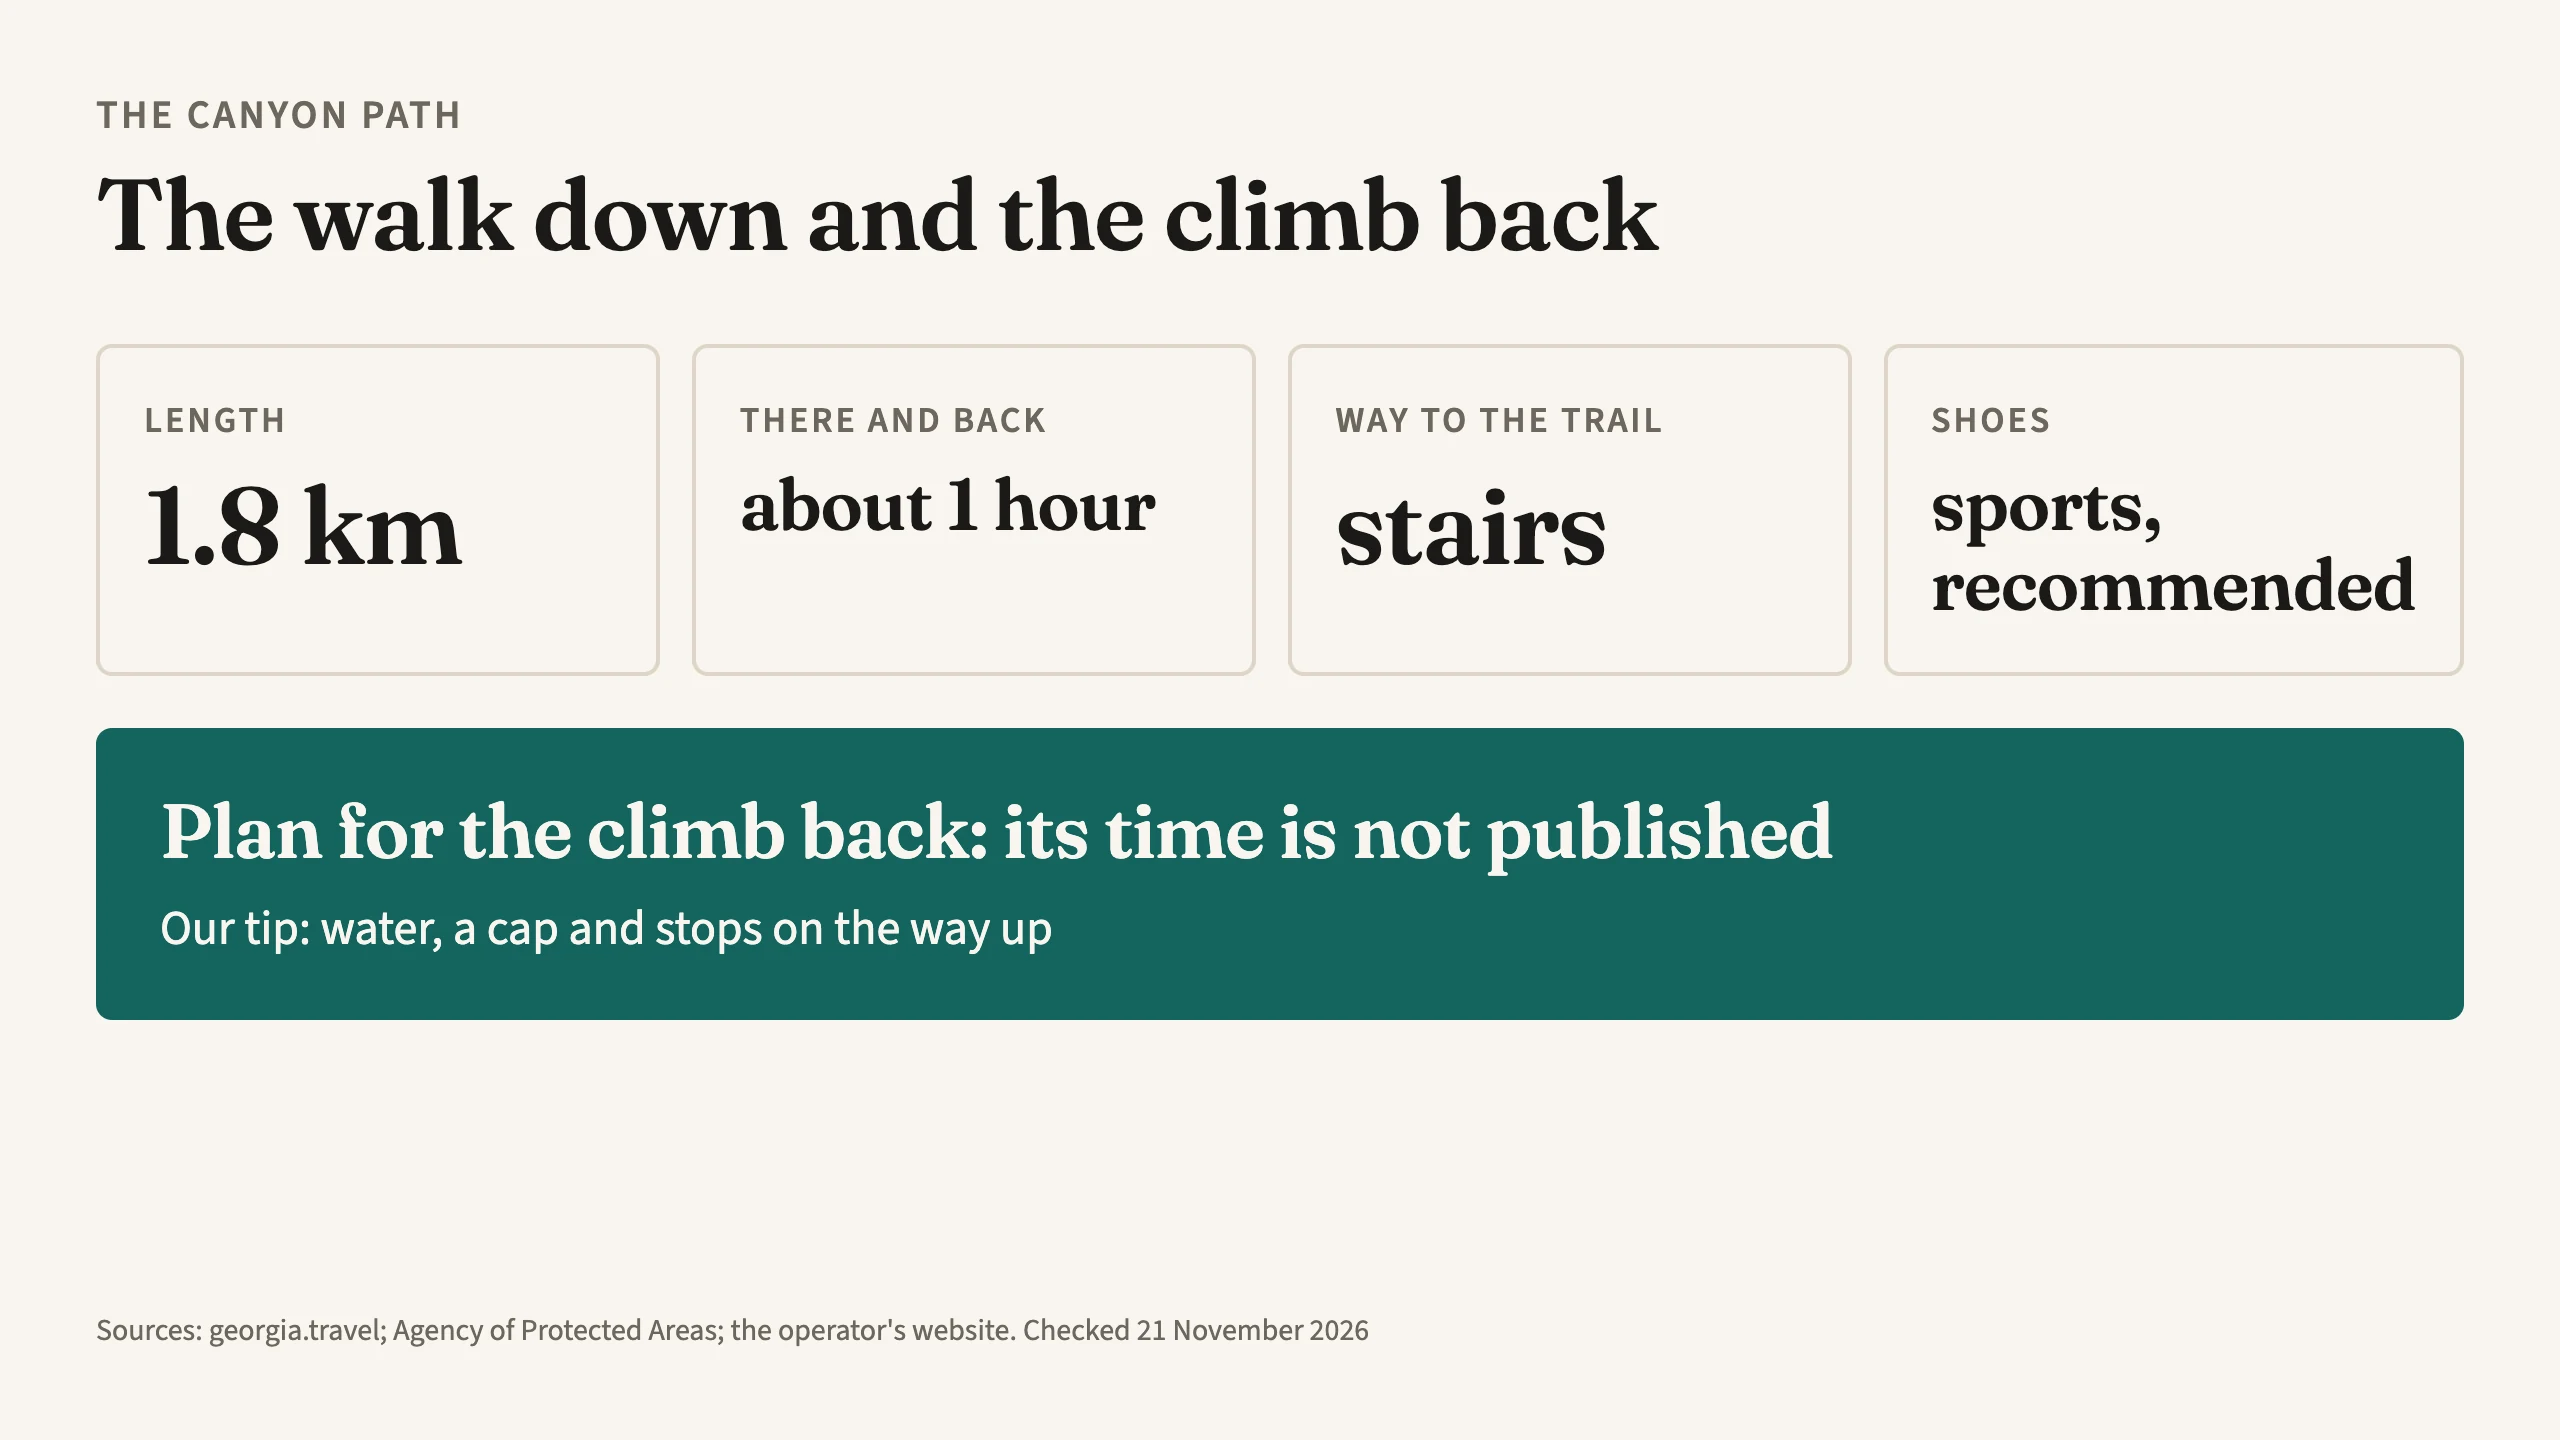 THE CANYON PATH
The walk down and the climb back
LENGTH
1.8 km
THERE AND BACK
about 1 hour
WAY TO THE TRAIL
stairs
SHOES
sports,
recommended
Plan for the climb back: its time is not published
Our tip: water, a cap and stops on the way up
Sources: georgia.travel; Agency of Protected Areas; the operator's website. Checked 21 November 2026